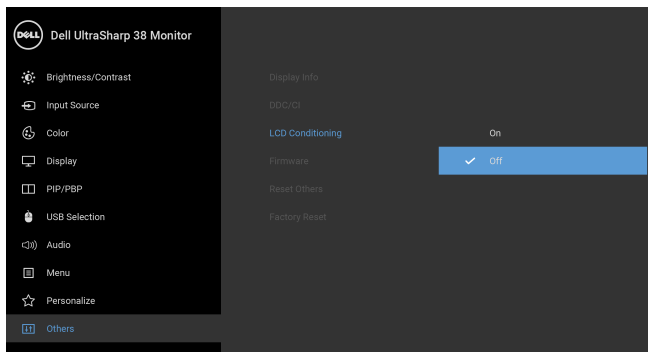 DELL Dell UltraSharp 38 Monitor
Brightness/Contrast
Display Info
Input Source
DDC/CI
Color
LCD Conditioning
On
Display
Firmware
Off
PIP/PBP
Reset Others
USB Selection
Factory Reset
Audio
Menu
Personalize
Others